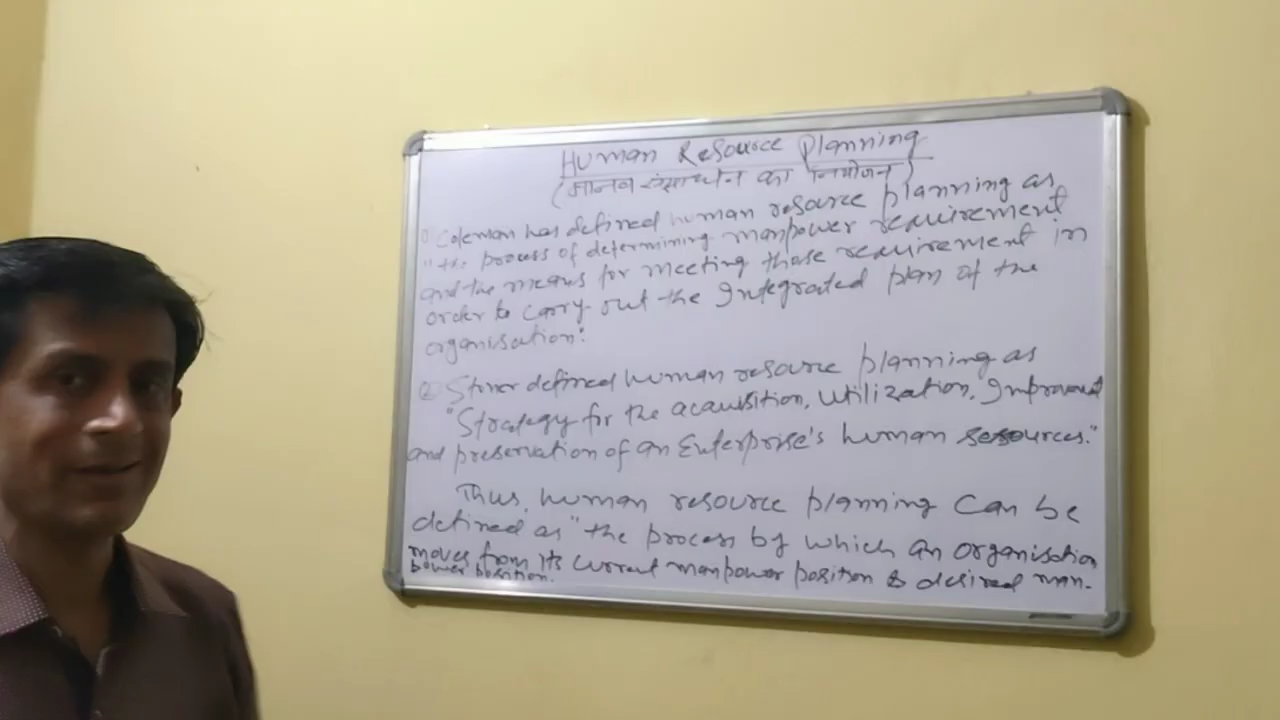 Human Resource Planning
(मानव संसाधन का नियोजन)
① Coleman has defined human resource planning as
"the process of determining manpower requirement
and the means for meeting those requirement in
order to carry out the Integrated plan of the
organisation".
② Stoner defined human resource planning as
"Strategy for the acquisition, utilization, Improvement
and preservation of an Enterprise's human resources."
Thus, human resource planning can be
defined as "the process by which an organisation
moves from its current manpower position to desired man-
power position.